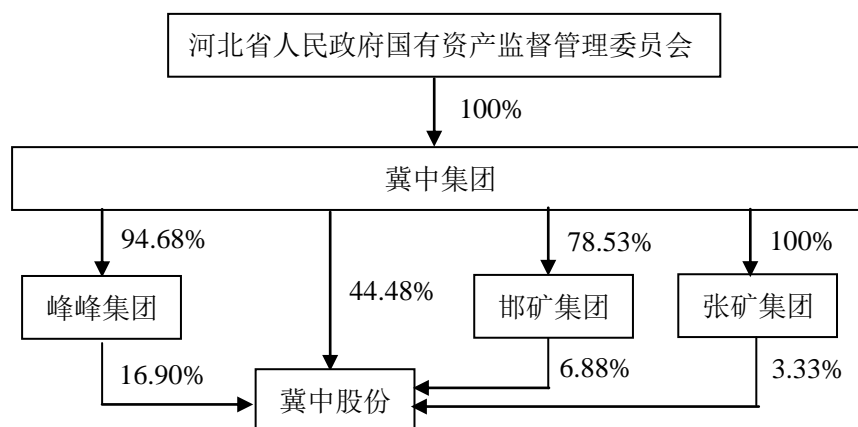 河北省人民政府国有资产监督管理委员会
100%
冀中集团
94.68%
44.48%
78.53%
100%
峰峰集团
邯矿集团
张矿集团
16.90%
6.88%
3.33%
冀中股份